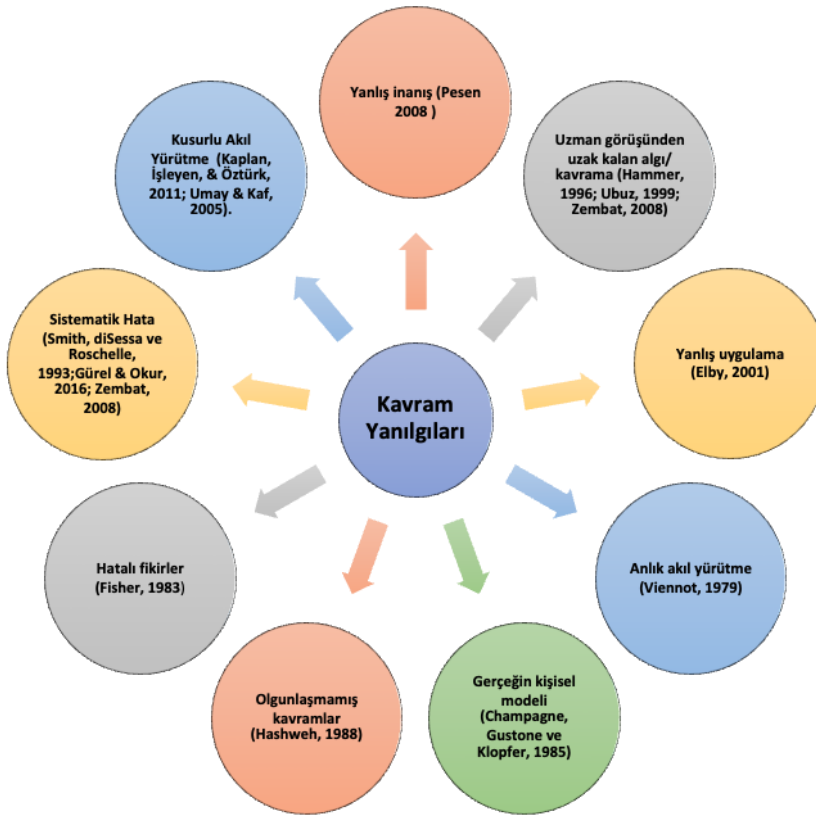 Yanlış inanış (Pesen
2008 )
Uzman görüşünden
uzak kalan algı/
kavrama (Hammer,
1996; Ubuz, 1999;
Zembat, 2008)
Yanlış uygulama
(Elby, 2001)
Anlık akıl yürütme
(Viennot, 1979)
Gerçeğin kişisel
modeli
(Champagne,
Gustone ve
Klopfer, 1985)
Olgunlaşmamış
kavramlar
(Hashweh, 1988)
Hatalı fikirler
(Fisher, 1983)
Sistematik Hata
(Smith, diSessa ve
Roschelle,
1993;Gürel & Okur,
2016; Zembat,
2008)
Kusurlu Akıl
Yürütme (Kaplan,
İşleyen, & Öztürk,
2011; Umay & Kaf,
2005).
Kavram
Yanılgıları